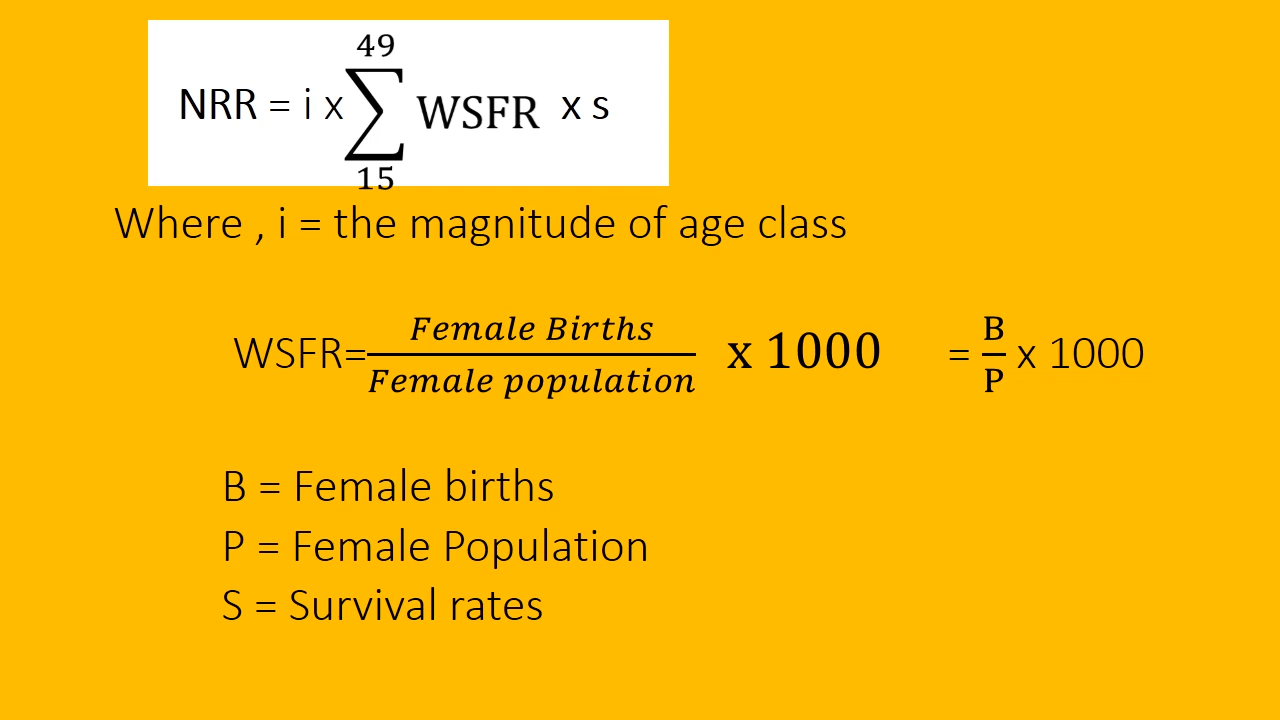 49
NRR = i x ∑ WSFR x s
15
Where , i = the magnitude of age class
Female Births
WSFR= x 1000 = B/P x 1000
Female population
B = Female births
P = Female Population
S = Survival rates